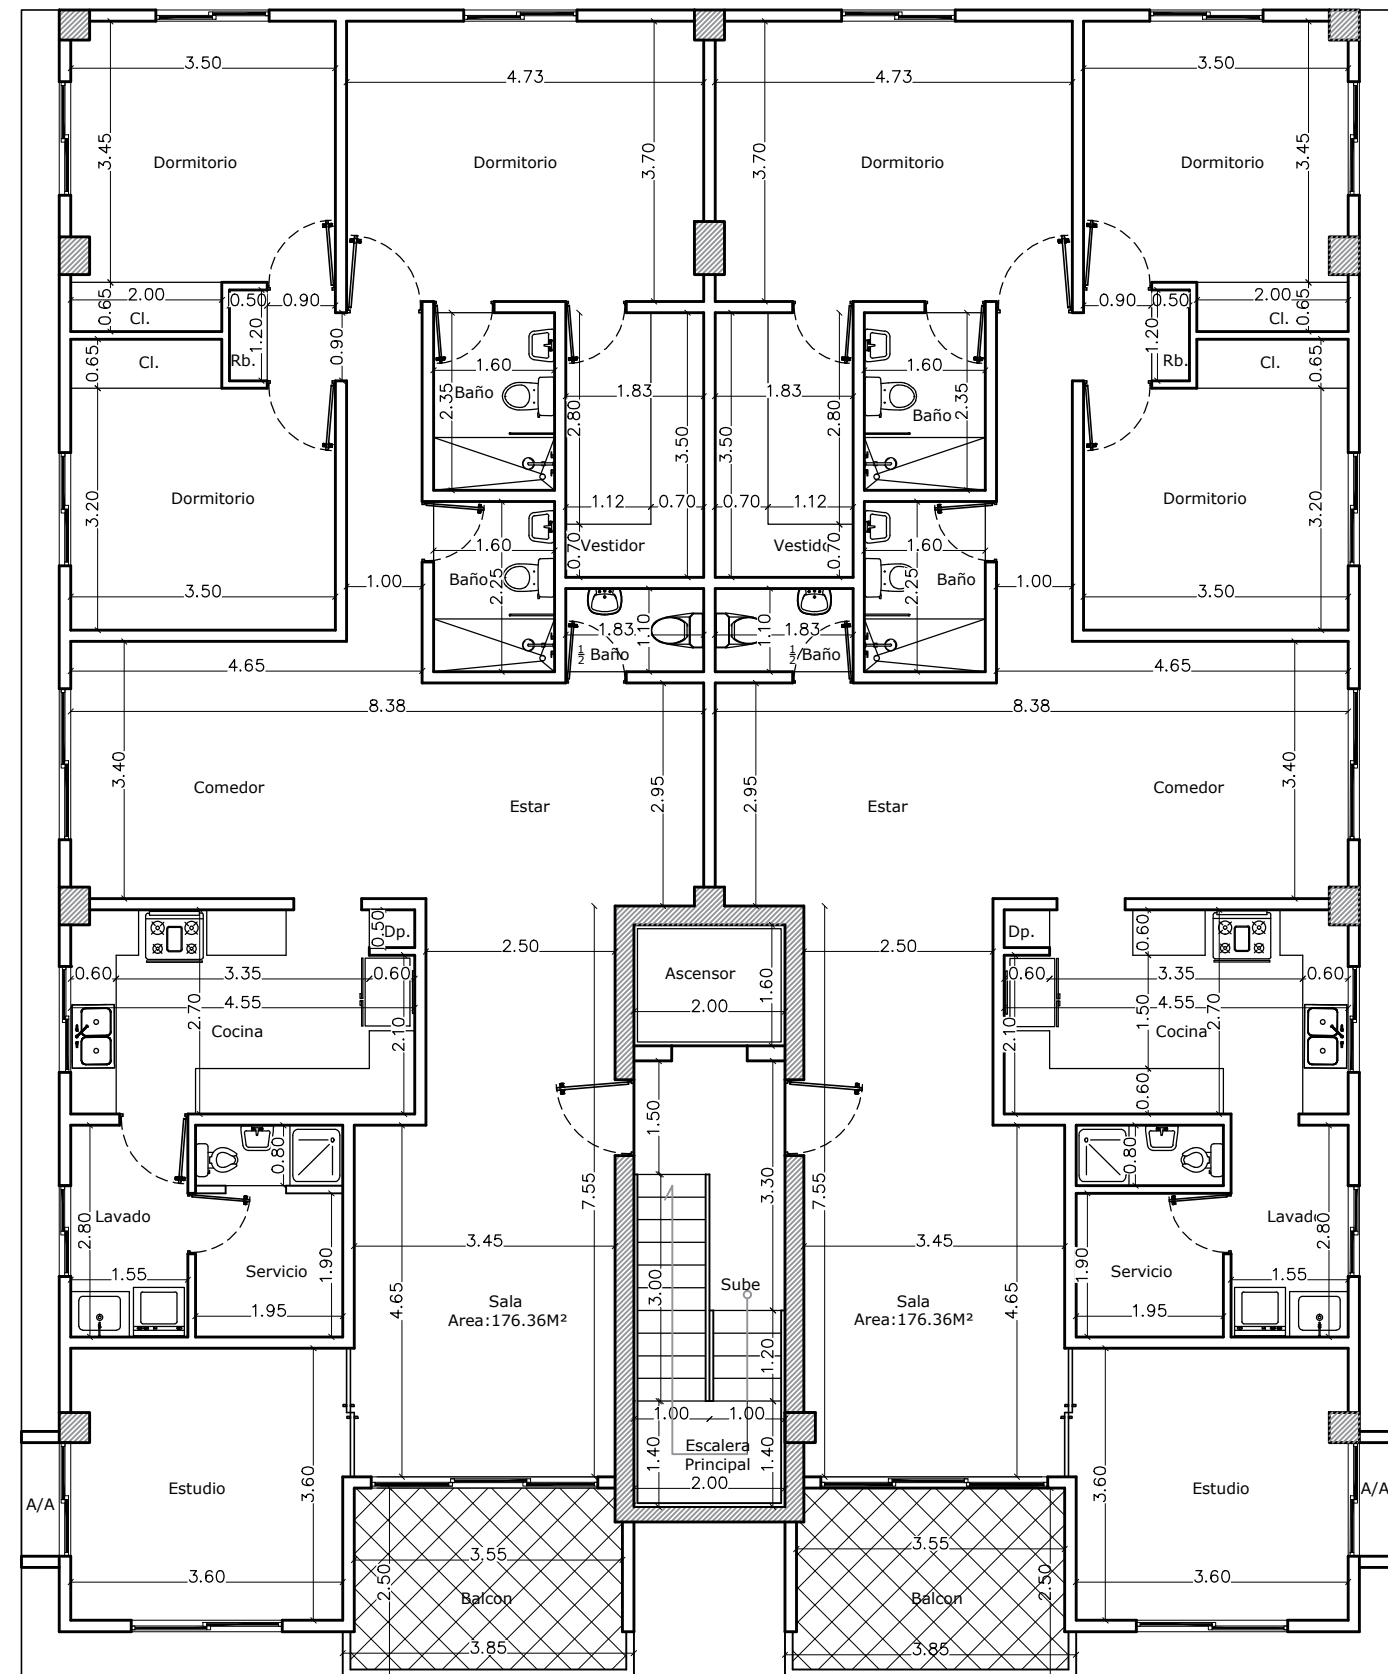 3.50
4.73
4.73
3.50
3.45
3.70
3.70
3.45
Dormitorio
Dormitorio
Dormitorio
Dormitorio
2.00
0.50
0.90
0.90
0.50
2.00
0.65
Cl.
1.20
0.90
1.20
Cl.
0.65
0.65
Cl.
Rb.
Rb.
Cl.
0.65
1.60
1.83
1.83
1.60
Baño
2.35
2.80
3.50
3.50
2.80
2.35
Baño
Dormitorio
3.20
1.12
0.70
0.70
1.12
Dormitorio
3.20
1.60
0.70
Vestidor
Vestido
0.70
1.60
3.50
1.00
Baño
2.25
2.25
Baño
1.00
3.50
1.83
1.10
1.10
1.83
½ Baño
½ Baño
4.65
4.65
8.38
8.38
3.40
2.95
2.95
3.40
Comedor
Estar
Estar
Comedor
0.50
Dp.
2.50
2.50
Dp.
0.60
0.60
3.35
0.60
Ascensor
1.60
0.60
3.35
0.60
4.55
2.00
4.55
2.70
Cocina
2.10
2.10
1.50
Cocina
2.70
0.60
1.50
0.80
7.55
3.30
7.55
0.80
Lavado
2.80
Lavado
2.80
3.45
3.45
1.55
Servicio
1.90
3.00
Sube
1.90
Servicio
1.55
1.95
4.65
Sala
Area:176.36M²
Sala
Area:176.36M²
4.65
1.95
1.20
1.00
1.00
1.40
Escalera
Principal
1.40
2.00
A/A
Estudio
3.60
3.60
Estudio
A/A
3.60
3.55
3.55
3.60
2.50
Balcon
Balcon
2.50
3.85
3.85